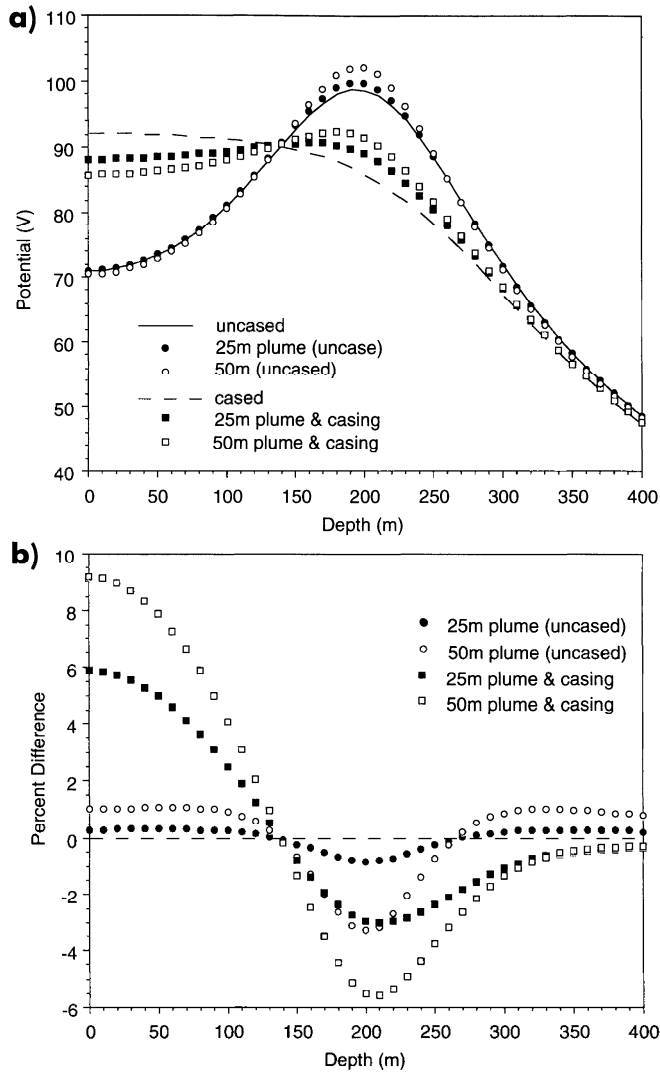 a)
110
100
90
80
70
60
50
40
Potential (V)
uncased
25m plume (uncase)
50m (uncased)
cased
25m plume & casing
50m plume & casing
0 50 100 150 200 250 300 350 400
Depth (m)
b)
10
8
6
4
2
0
-2
-4
-6
Percent Difference
25m plume (uncased)
50m plume (uncased)
25m plume & casing
50m plume & casing
0 50 100 150 200 250 300 350 400
Depth (m)